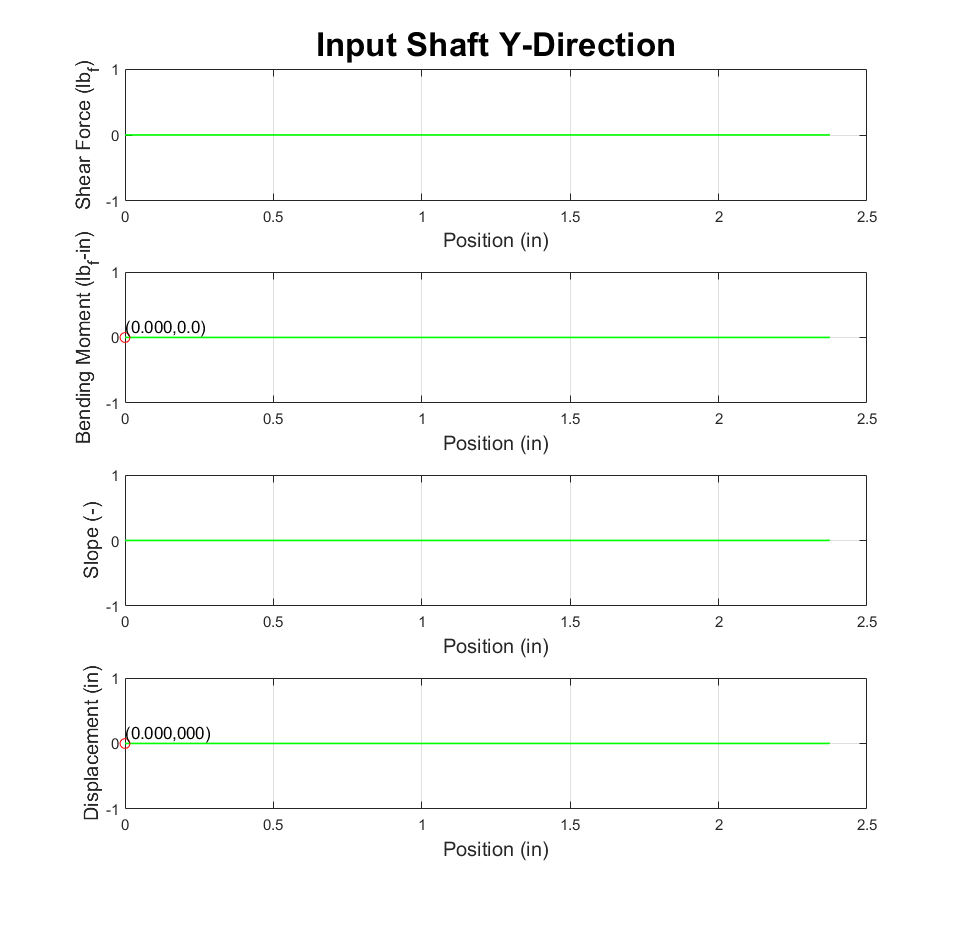 Input Shaft Y-Direction
Shear Force (lbf)
1
0
-1
0 0.5 1 1.5 2 2.5
Position (in)
Bending Moment (lbf-in)
1
(0.000,0.0)
0
-1
0 0.5 1 1.5 2 2.5
Position (in)
Slope (-)
1
0
-1
0 0.5 1 1.5 2 2.5
Position (in)
Displacement (in)
1
(0.000,000)
0
-1
0 0.5 1 1.5 2 2.5
Position (in)